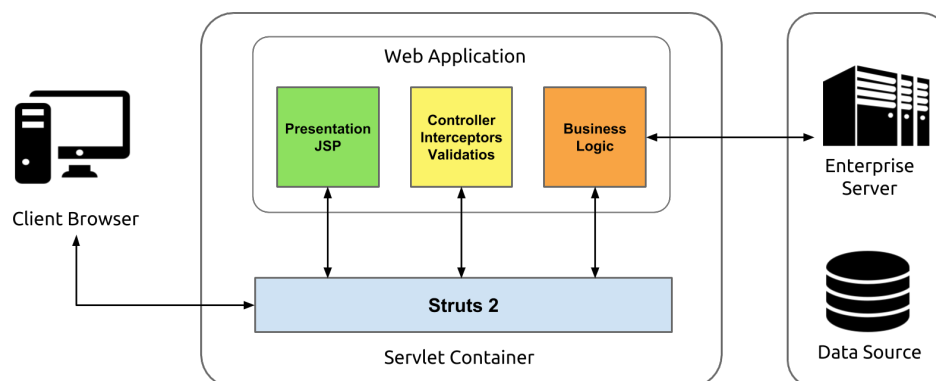 Web Application
Presentation
JSP
Controller
Interceptors
Validatios
Business
Logic
Client Browser
Enterprise
Server
Struts 2
Servlet Container
Data Source